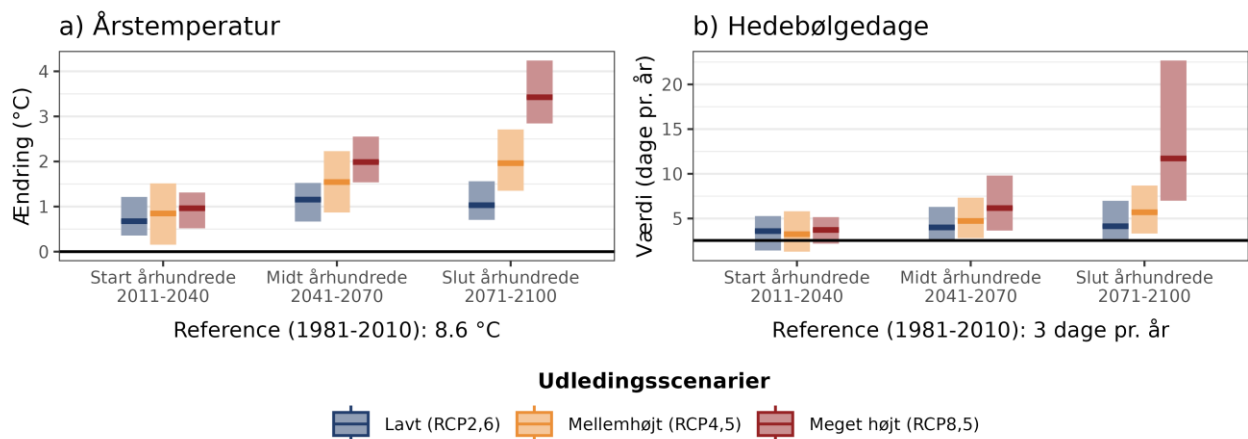 a) Årstemperatur
Ændring (°C)
4
3
2
1
0
Start århundrede
2011-2040
Midt århundrede
2041-2070
Slut århundrede
2071-2100
Reference (1981-2010): 8.6 °C
b) Hedebølgedage
Værdi (dage pr. år)
20
15
10
5
Start århundrede
2011-2040
Midt århundrede
2041-2070
Slut århundrede
2071-2100
Reference (1981-2010): 3 dage pr. år
Udledingsscenarier
Lavt (RCP2,6)
Mellemhøjt (RCP4,5)
Meget højt (RCP8,5)